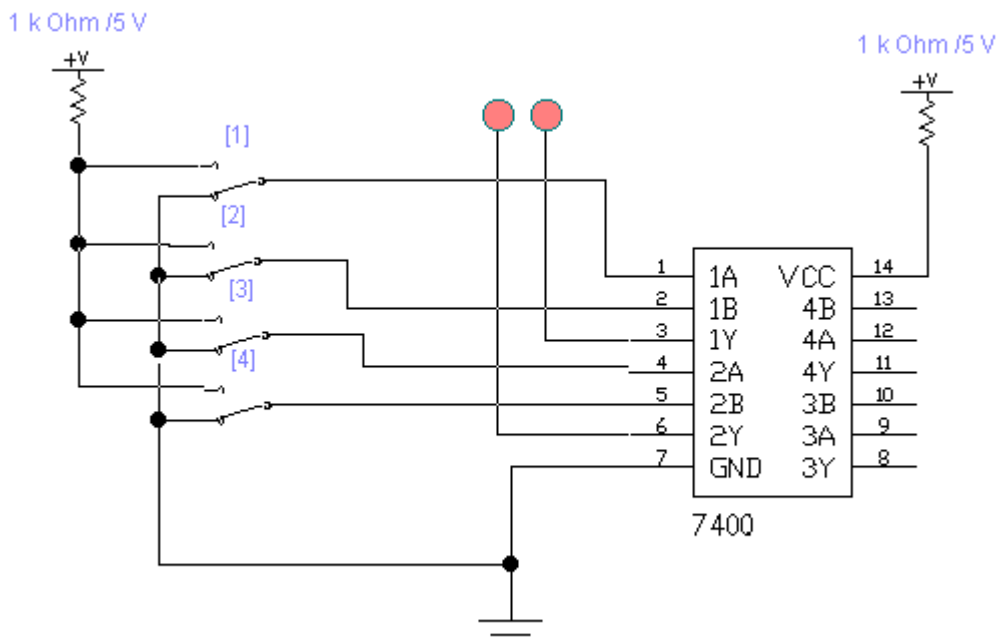 1 k Ohm /5 V
1 k Ohm /5 V
+V
+V
[1]
[2]
[3]
[4]
1 1A VCC 14
2 1B 4B 13
3 1Y 4A 12
4 2A 4Y 11
5 2B 3B 10
6 2Y 3A 9
7 GND 3Y 8
7400